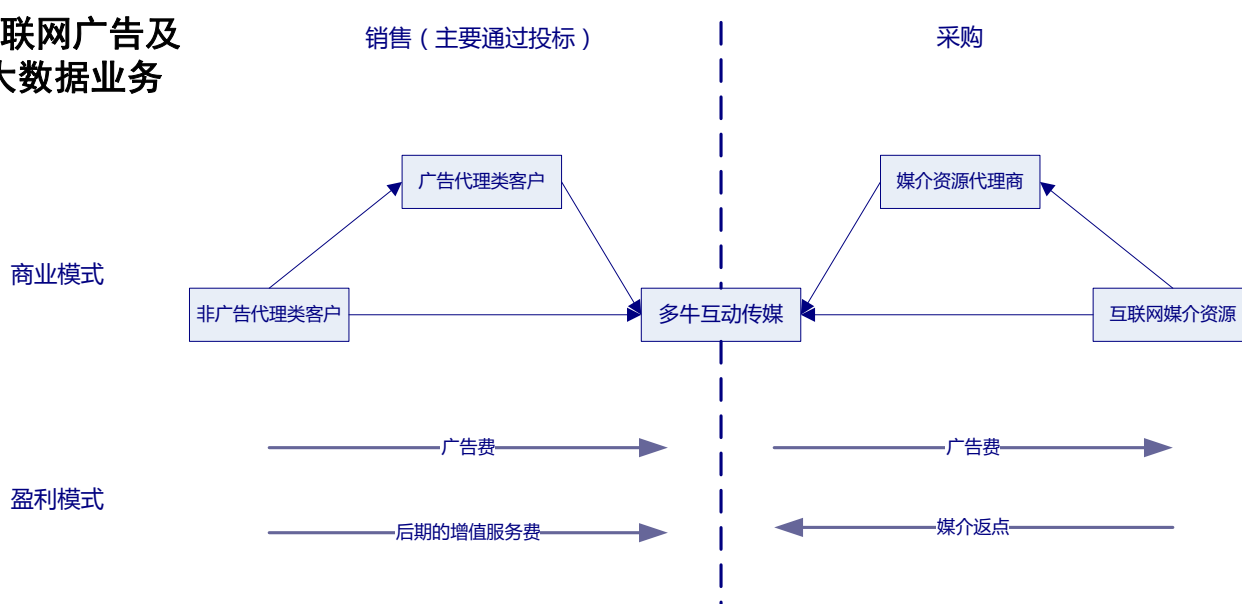 联网广告及
大数据业务
销售（主要通过投标）
采购
广告代理类客户
媒介资源代理商
商业模式
非广告代理类客户
多牛互动传媒
互联网媒介资源
广告费
广告费
盈利模式
后期的增值服务费
媒介返点